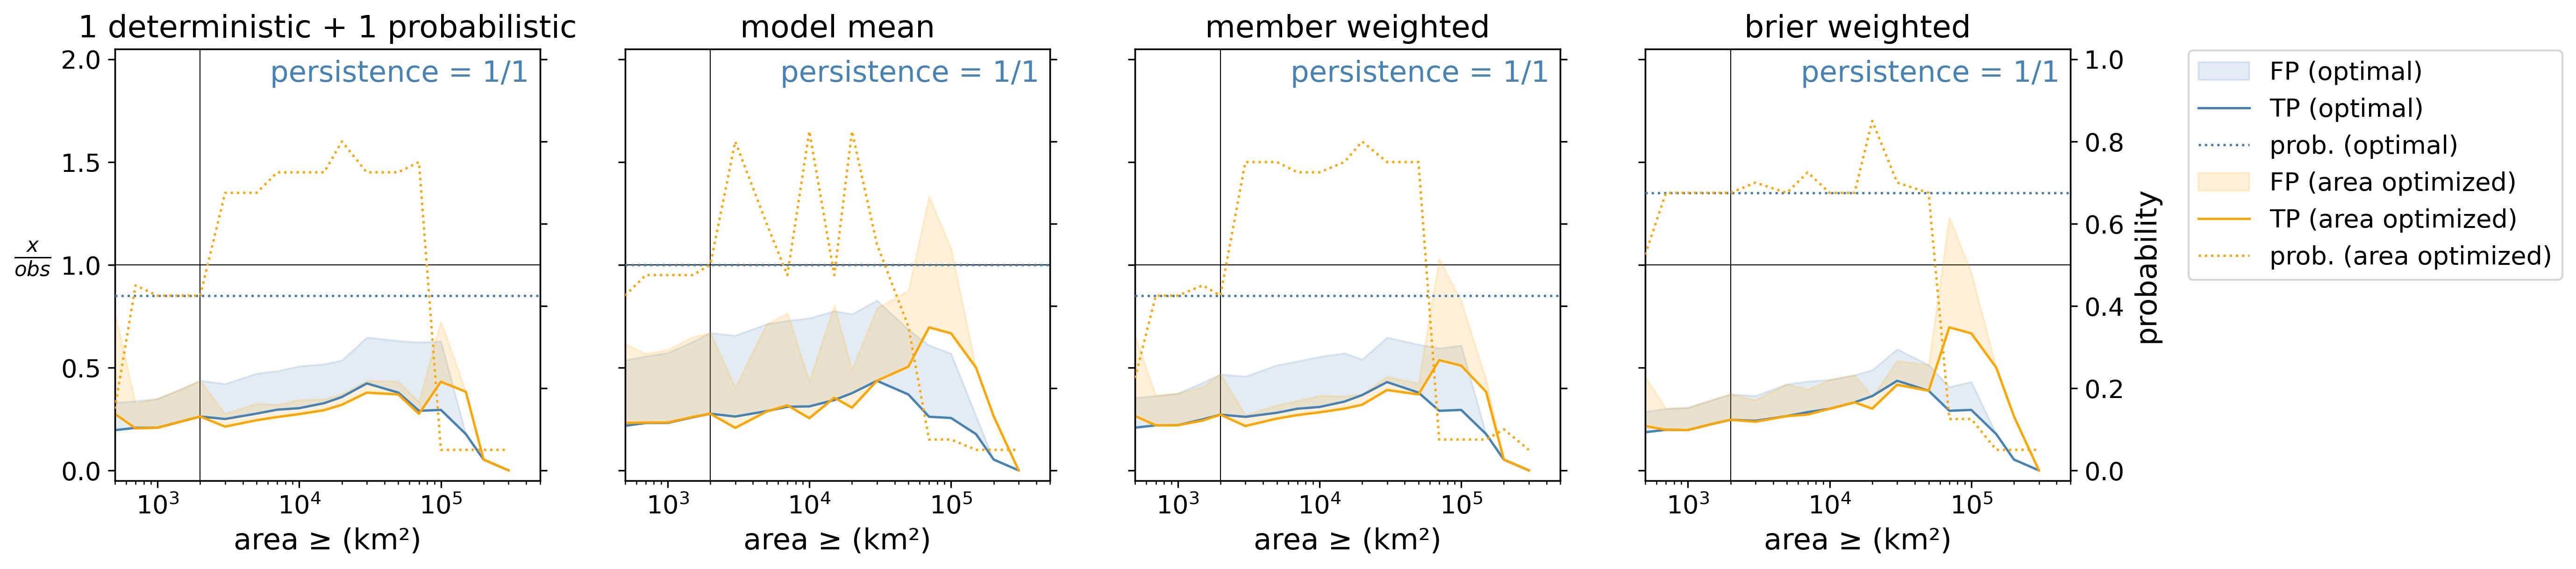 1 deterministic + 1 probabilistic
model mean
member weighted
brier weighted
persistence = 1/1
persistence = 1/1
persistence = 1/1
persistence = 1/1
2.0
1.5
1.0
0.5
0.0
x/obs
1.0
0.8
0.6
0.4
0.2
0.0
probability
10³ 10⁴ 10⁵
10³ 10⁴ 10⁵
10³ 10⁴ 10⁵
10³ 10⁴ 10⁵
area ≥ (km²)
area ≥ (km²)
area ≥ (km²)
area ≥ (km²)
FP (optimal)
TP (optimal)
prob. (optimal)
FP (area optimized)
TP (area optimized)
prob. (area optimized)